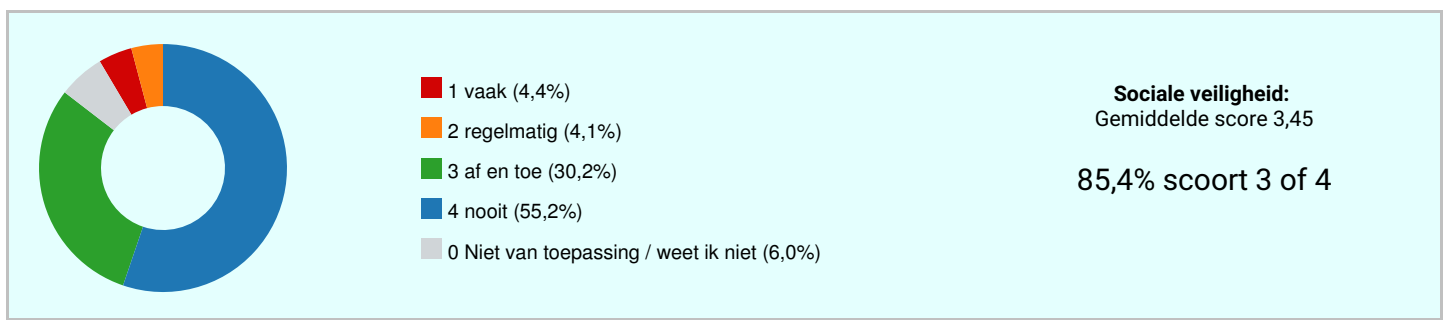 1 vaak (4,4%)
2 regelmatig (4,1%)
3 af en toe (30,2%)
4 nooit (55,2%)
0 Niet van toepassing / weet ik niet (6,0%)
Sociale veiligheid:
Gemiddelde score 3,45
85,4% scoort 3 of 4